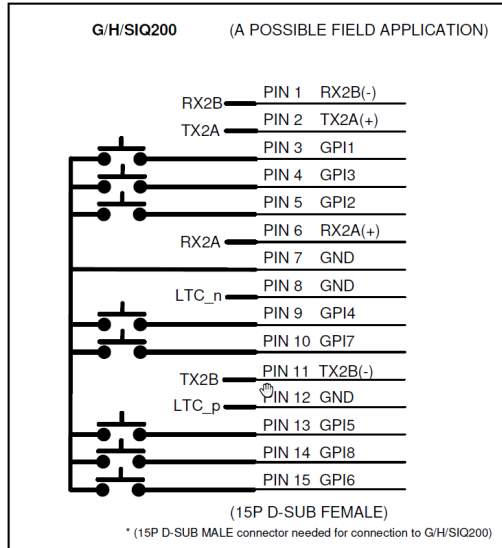 G/H/SIQ200 (A POSSIBLE FIELD APPLICATION)
RX2B PIN 1 RX2B(-)
TX2A PIN 2 TX2A(+)
PIN 3 GPI1
PIN 4 GPI3
PIN 5 GPI2
RX2A PIN 6 RX2A(+)
PIN 7 GND
LTC_n PIN 8 GND
PIN 9 GPI4
PIN 10 GPI7
TX2B PIN 11 TX2B(-)
LTC_p PIN 12 GND
PIN 13 GPI5
PIN 14 GPI8
PIN 15 GPI6
(15P D-SUB FEMALE)
* (15P D-SUB MALE connector needed for connection to G/H/SIQ200)